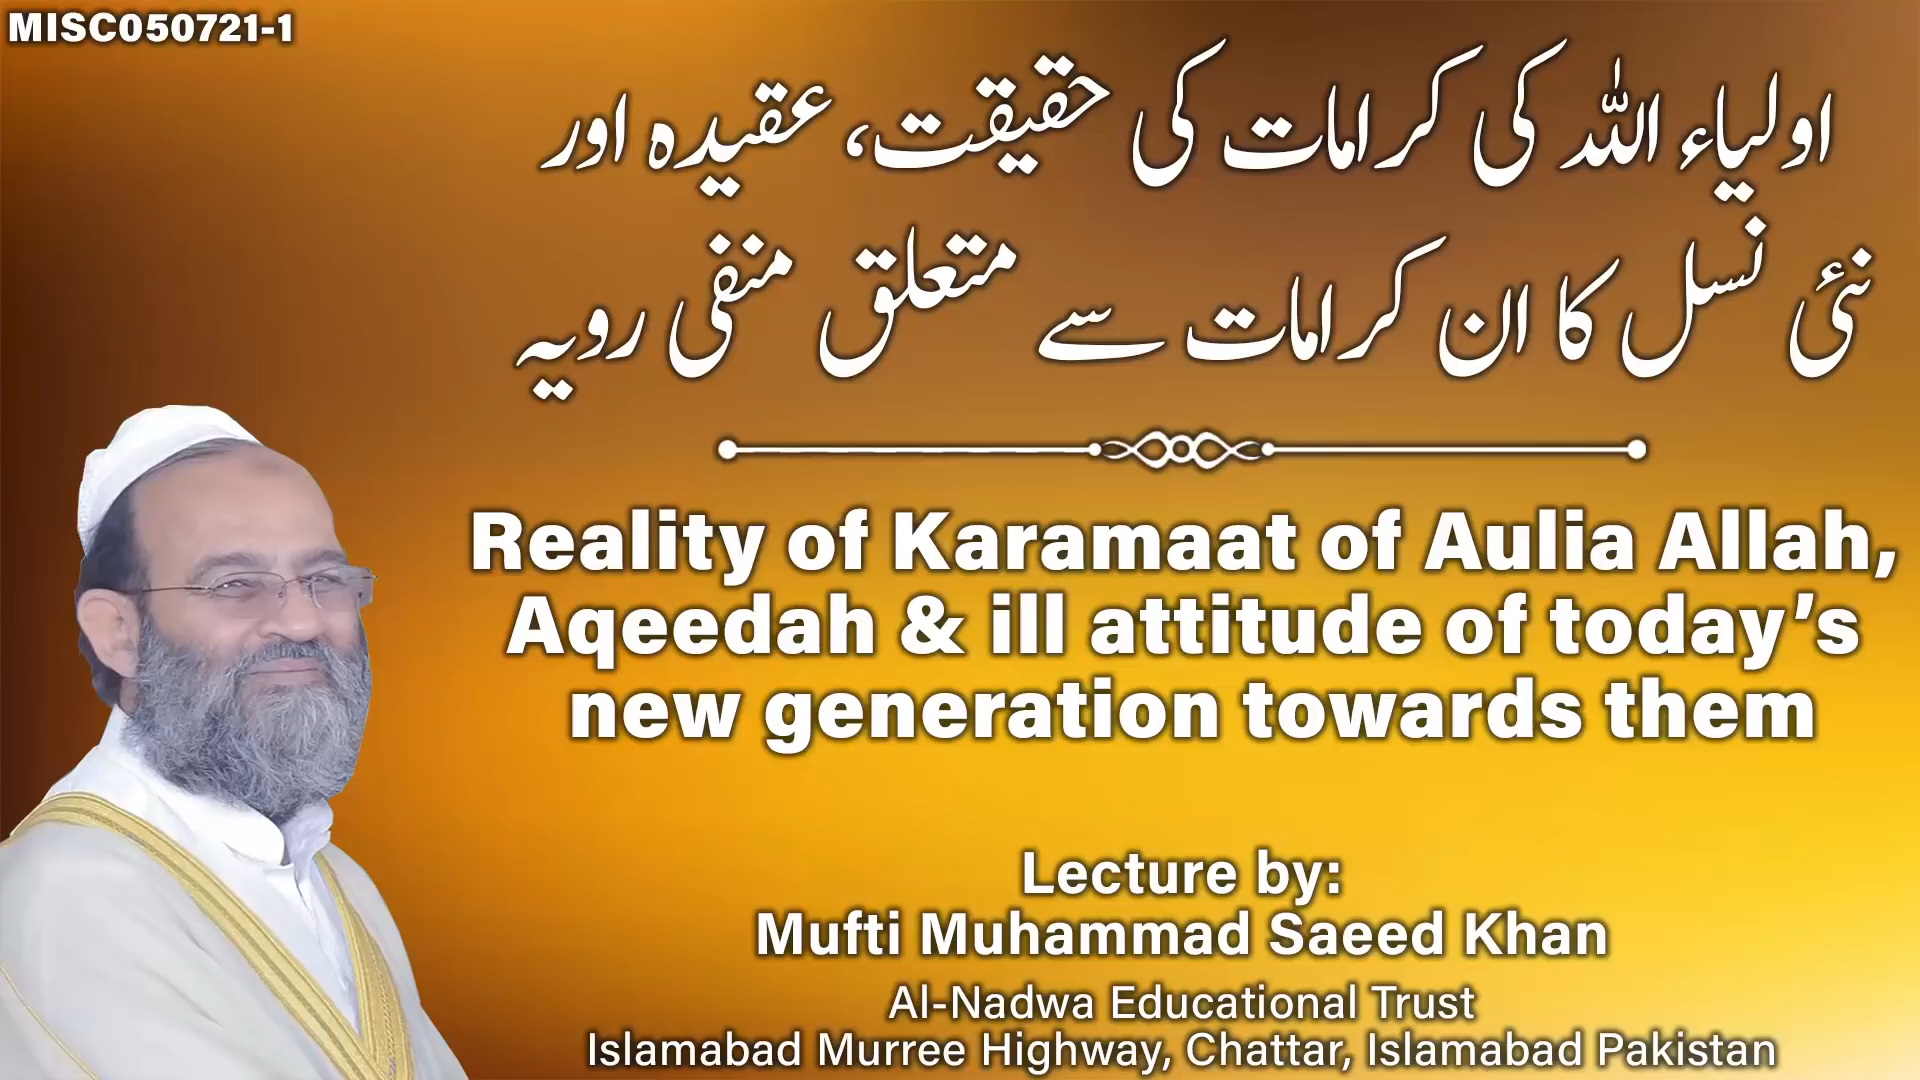 MISC050721-1
اولیاء اللہ کی کرامات کی حقیقت، عقیدہ اور
نئی نسل کا ان کرامات سے متعلق منفی رویہ
Reality of Karamaat of Aulia Allah,
Aqeedah & ill attitude of today's
new generation towards them
Lecture by:
Mufti Muhammad Saeed Khan
Al-Nadwa Educational Trust
Islamabad Murree Highway, Chattar, Islamabad Pakistan